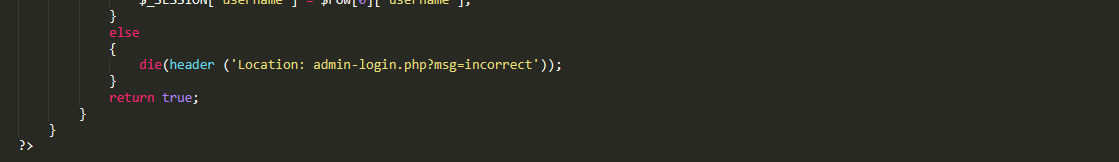 $_SESSION['username'] = $row[0]['username'];
}
else
{
die(header ('Location: admin-login.php?msg=incorrect'));
}
return true;
}
}
?>